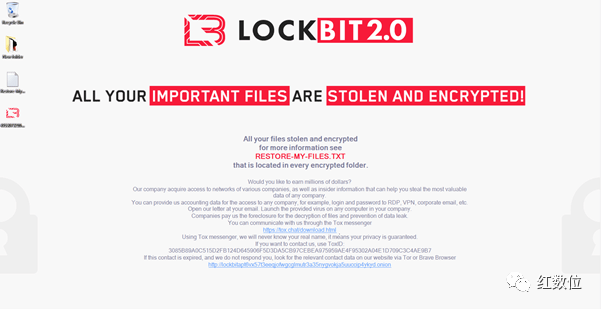 LOCKBIT 2.0
Recycle Bin
New folder
ALL YOUR IMPORTANT FILES ARE STOLEN AND ENCRYPTED!
All your files stolen and encrypted
for more information see
RESTORE-MY-FILES.TXT
that is located in every encrypted folder.
Would you like to earn millions of dollars?
Our company acquire access to networks of various companies, as well as insider information that can help you steal the most valuable
data of any company.
You can provide us accounting data for the access to any company, for example, login and password to RDP, VPN, corporate email, etc.
Open our letter at your email. Launch the provided virus on any computer in your company.
Companies pay us the foreclosure for the decryption of files and prevention of data leak.
You can communicate with us through the Tox messenger
https://tox.chat/download.html
Using Tox messenger, we will never know your real name, it means your privacy is guaranteed.
If you want to contact us, use ToxID:
If this contact is expired, and we do not respond you, look for the relevant contact data on our website via Tor or Brave Browser
红数位